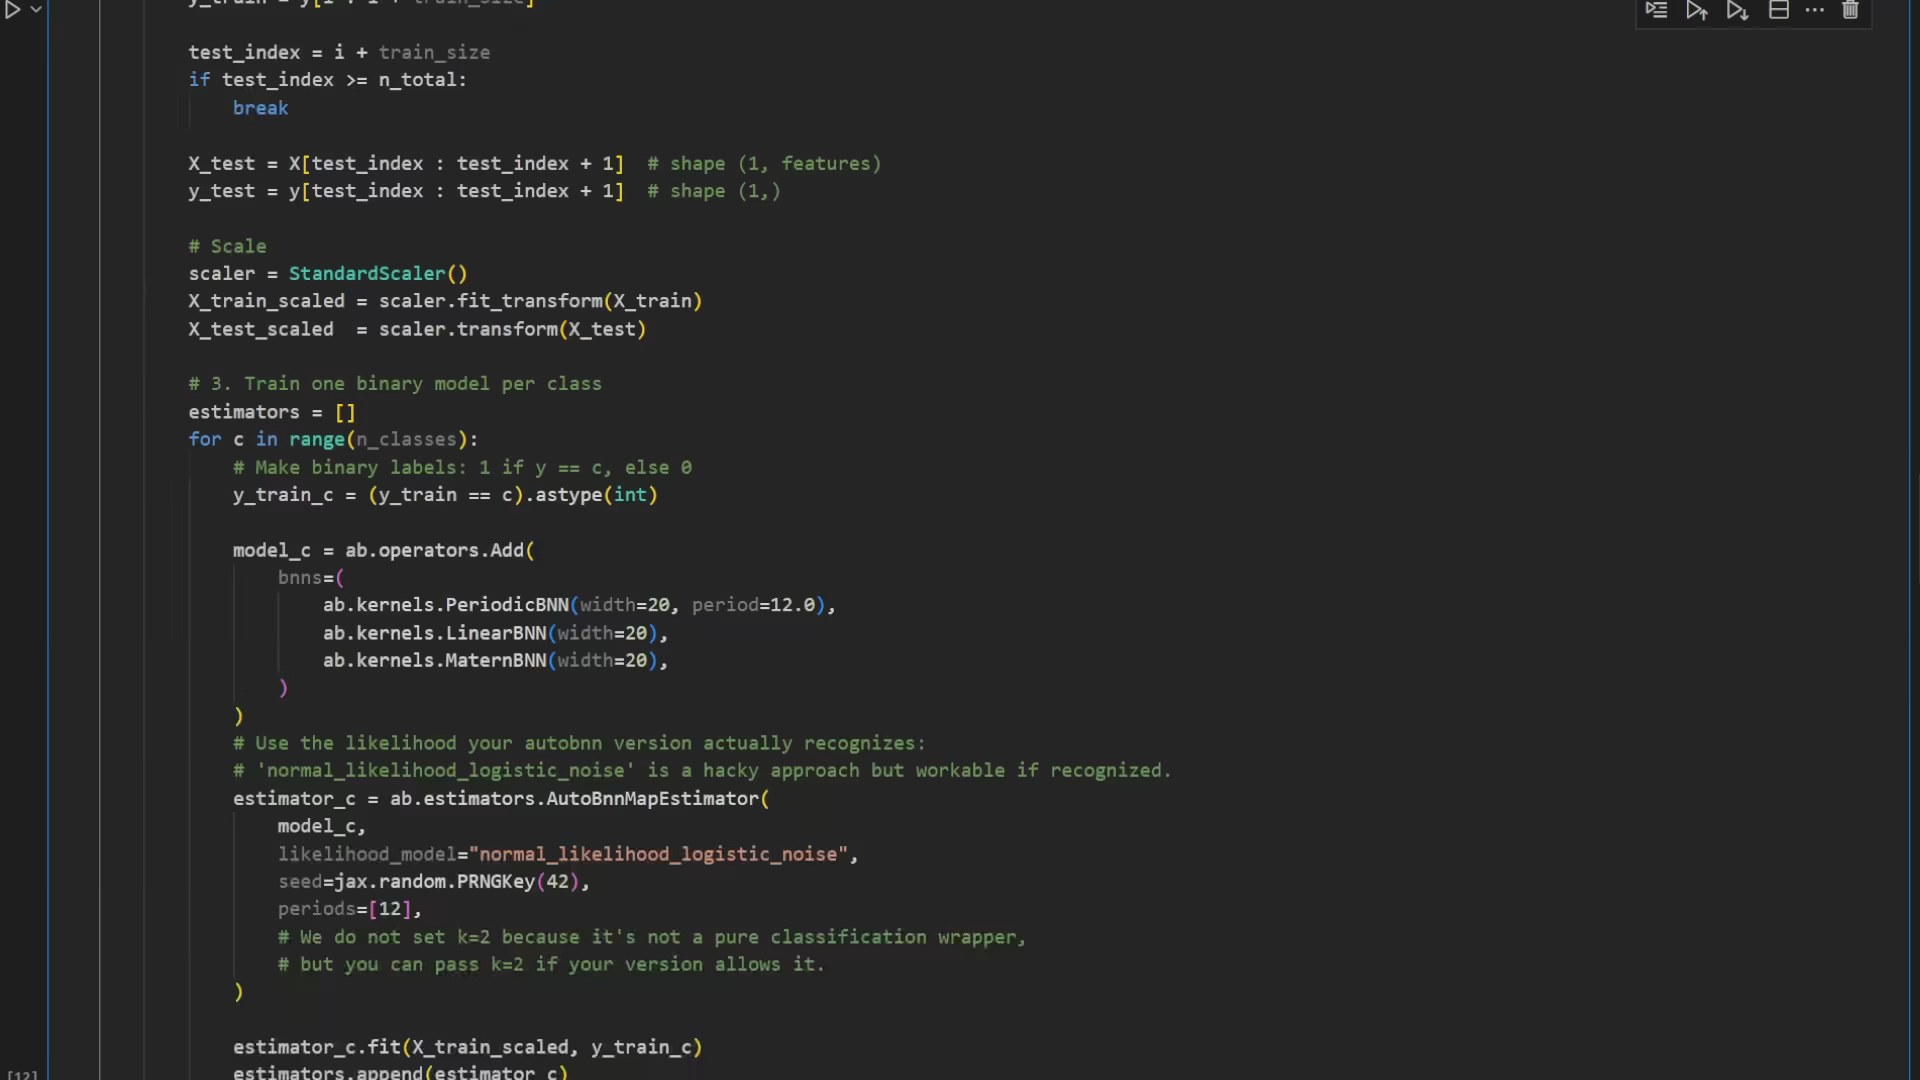 y_train = y[i : i + train_size]
test_index = i + train_size
if test_index >= n_total:
    break
X_test = X[test_index : test_index + 1]  # shape (1, features)
y_test = y[test_index : test_index + 1]  # shape (1,)
# Scale
scaler = StandardScaler()
X_train_scaled = scaler.fit_transform(X_train)
X_test_scaled  = scaler.transform(X_test)
# 3. Train one binary model per class
estimators = []
for c in range(n_classes):
    # Make binary labels: 1 if y == c, else 0
    y_train_c = (y_train == c).astype(int)
    model_c = ab.operators.Add(
        bnns=(
            ab.kernels.PeriodicBNN(width=20, period=12.0),
            ab.kernels.LinearBNN(width=20),
            ab.kernels.MaternBNN(width=20),
        )
    )
    # Use the likelihood your autobnn version actually recognizes:
    # 'normal_likelihood_logistic_noise' is a hacky approach but workable if recognized.
    estimator_c = ab.estimators.AutoBnnMapEstimator(
        model_c,
        likelihood_model="normal_likelihood_logistic_noise",
        seed=jax.random.PRNGKey(42),
        periods=[12],
        # We do not set k=2 because it's not a pure classification wrapper,
        # but you can pass k=2 if your version allows it.
    )
    estimator_c.fit(X_train_scaled, y_train_c)
    estimators.append(estimator_c)
[12]